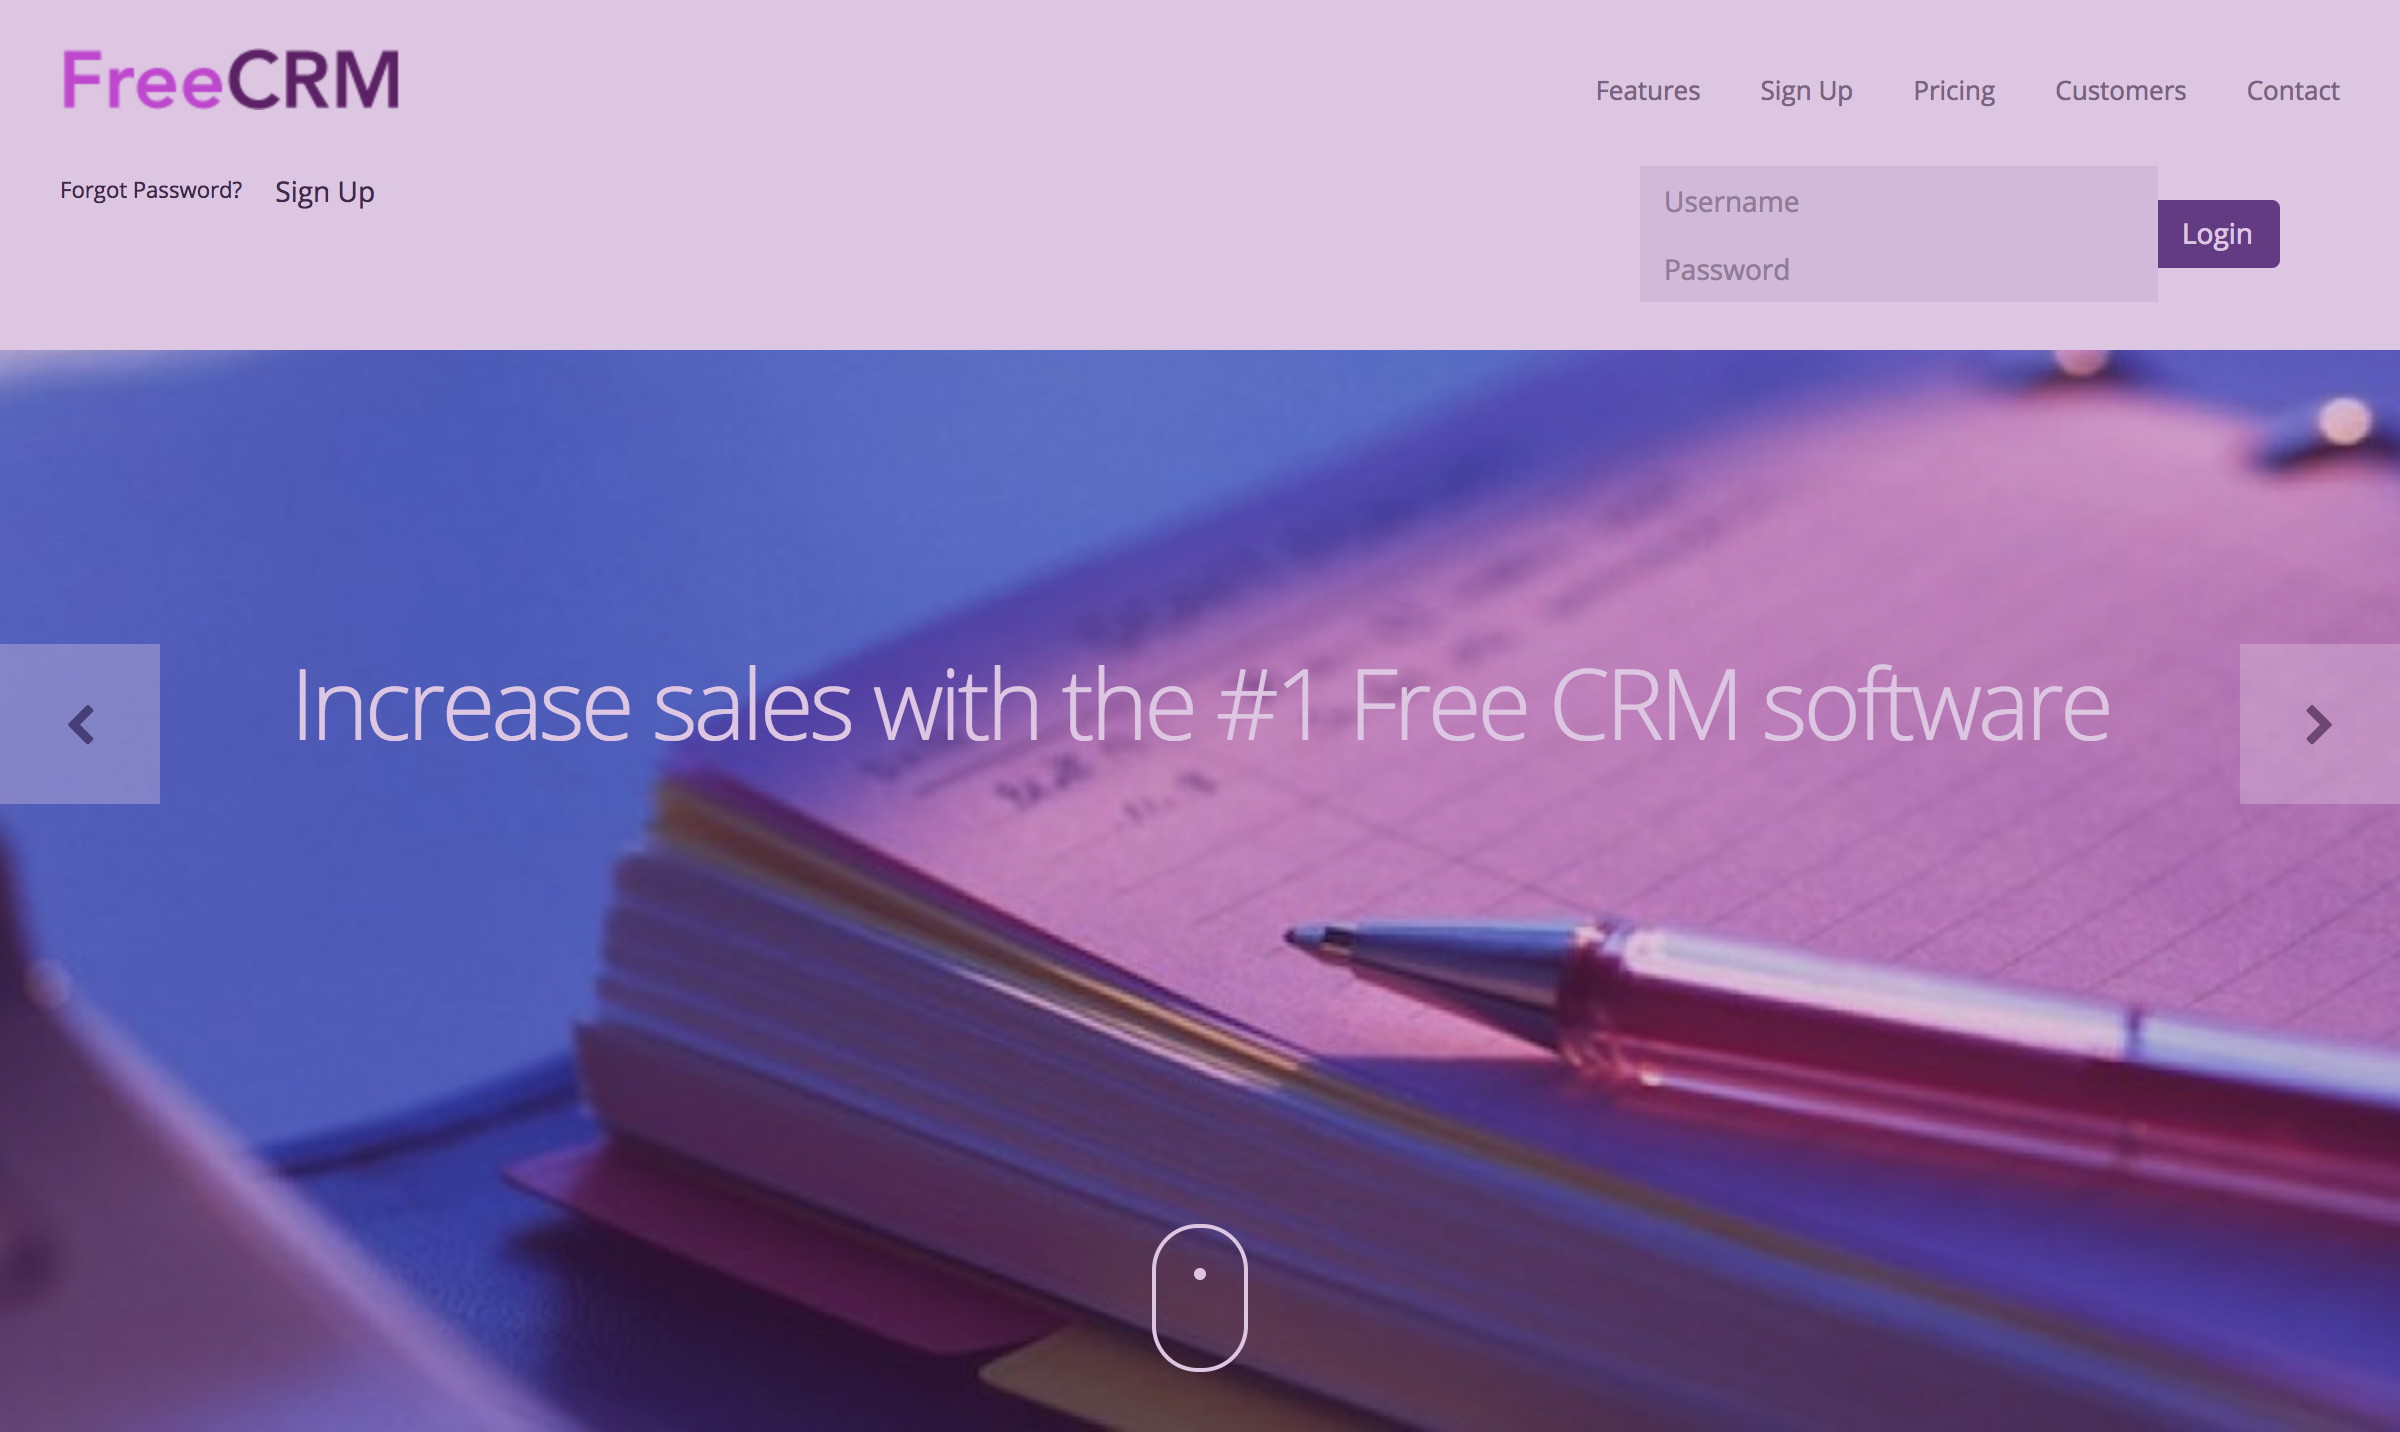 FreeCRM
Features Sign Up Pricing Customers Contact
Forgot Password? Sign Up
Username
Password
Login
Increase sales with the #1 Free CRM software